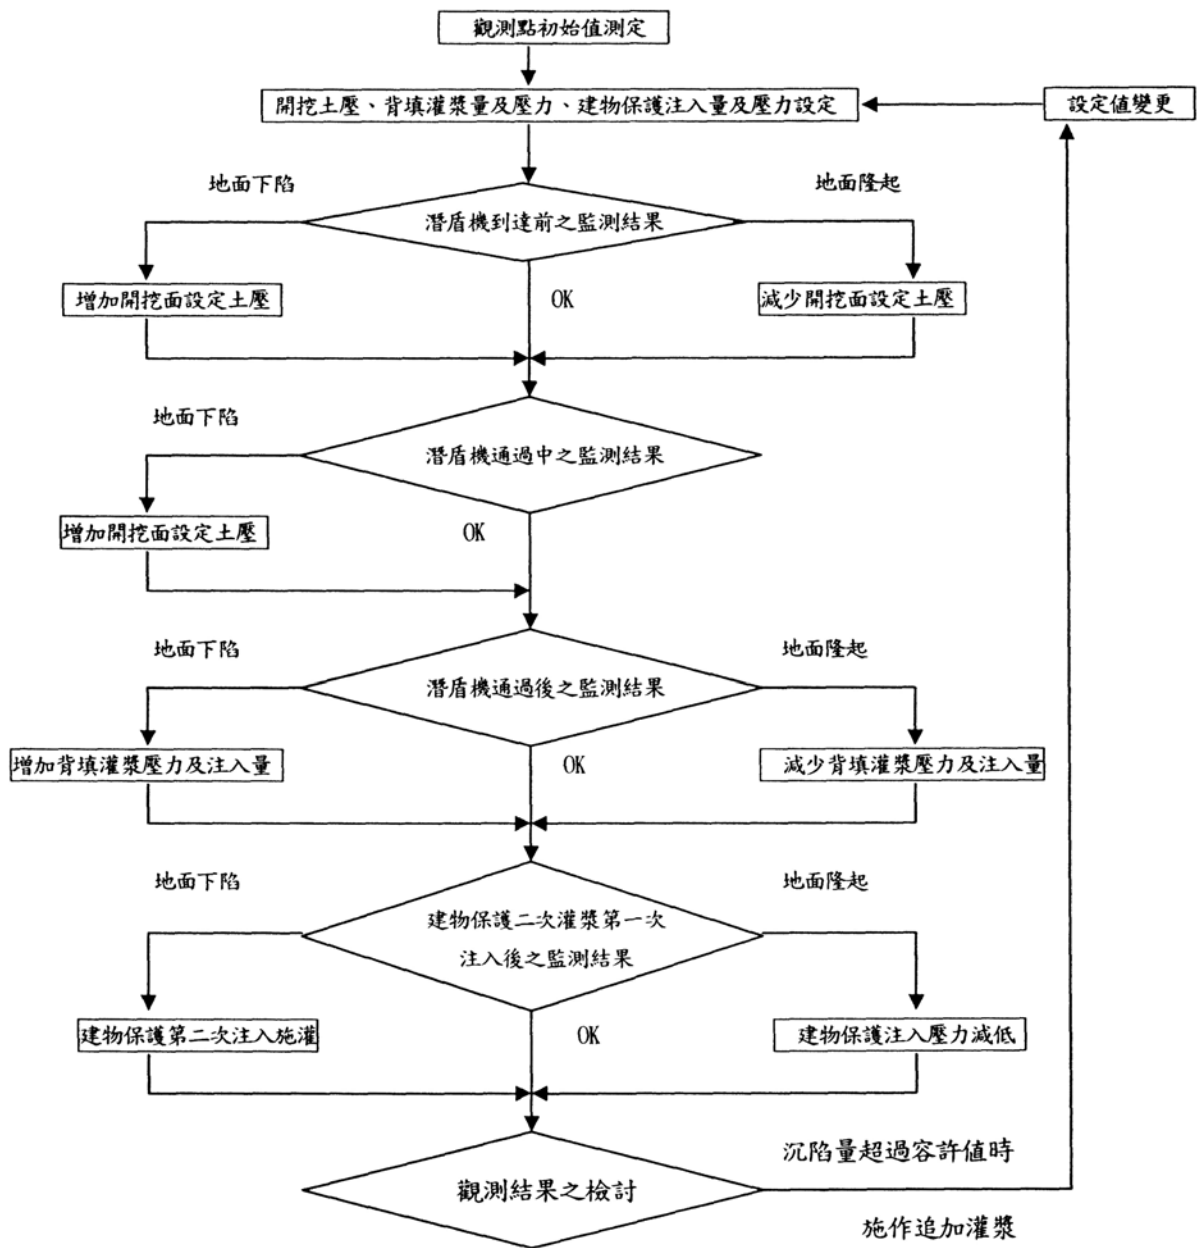 觀測點初始值測定
開挖土壓、背填灌漿量及壓力、建物保護注入量及壓力設定
設定值變更
地面下陷
地面隆起
潛盾機到達前之監測結果
增加開挖面設定土壓
OK
減少開挖面設定土壓
地面下陷
潛盾機通過中之監測結果
增加開挖面設定土壓
OK
地面下陷
地面隆起
潛盾機通過後之監測結果
增加背填灌漿壓力及注入量
OK
減少背填灌漿壓力及注入量
地面下陷
地面隆起
建物保護二次灌漿第一次
注入後之監測結果
建物保護第二次注入施灌
OK
建物保護注入壓力減低
沉陷量超過容許值時
觀測結果之檢討
施作追加灌漿